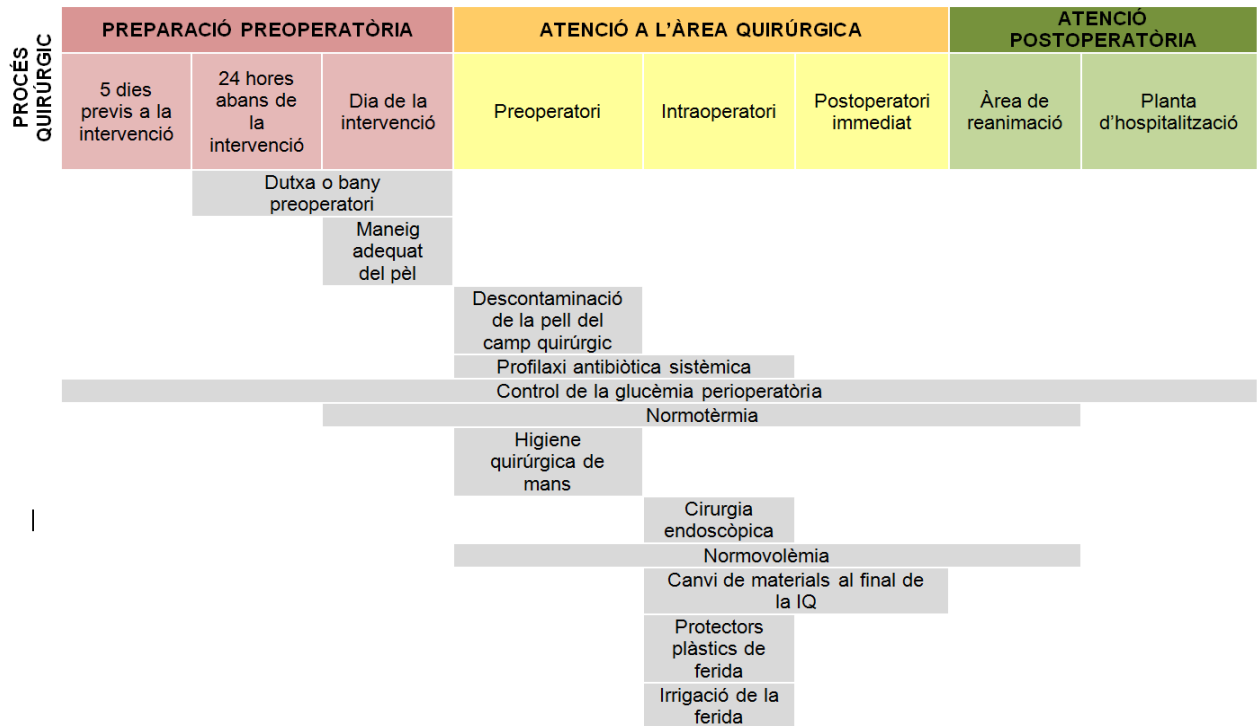 PROCÉS
QUIRÚRGIC
PREPARACIÓ PREOPERATÒRIA
ATENCIÓ A L'ÀREA QUIRÚRGICA
ATENCIÓ
POSTOPERATÒRIA
5 dies
previs a la
intervenció
24 hores
abans de
la
intervenció
Dia de la
intervenció
Preoperatori
Intraoperatori
Postoperatori
immediat
Àrea de
reanimació
Planta
d'hospitalització
Dutxa o bany
preoperatori
Maneig
adequat
del pèl
Descontaminació
de la pell del
camp quirúrgic
Profilaxi antibiòtica sistèmica
Control de la glucèmia perioperatòria
Normotèrmia
Higiene
quirúrgica de
mans
Cirurgia
endoscòpica
Normovolèmia
Canvi de materials al final de
la IQ
Protectors
plàstics de
ferida
Irrigació de la
ferida